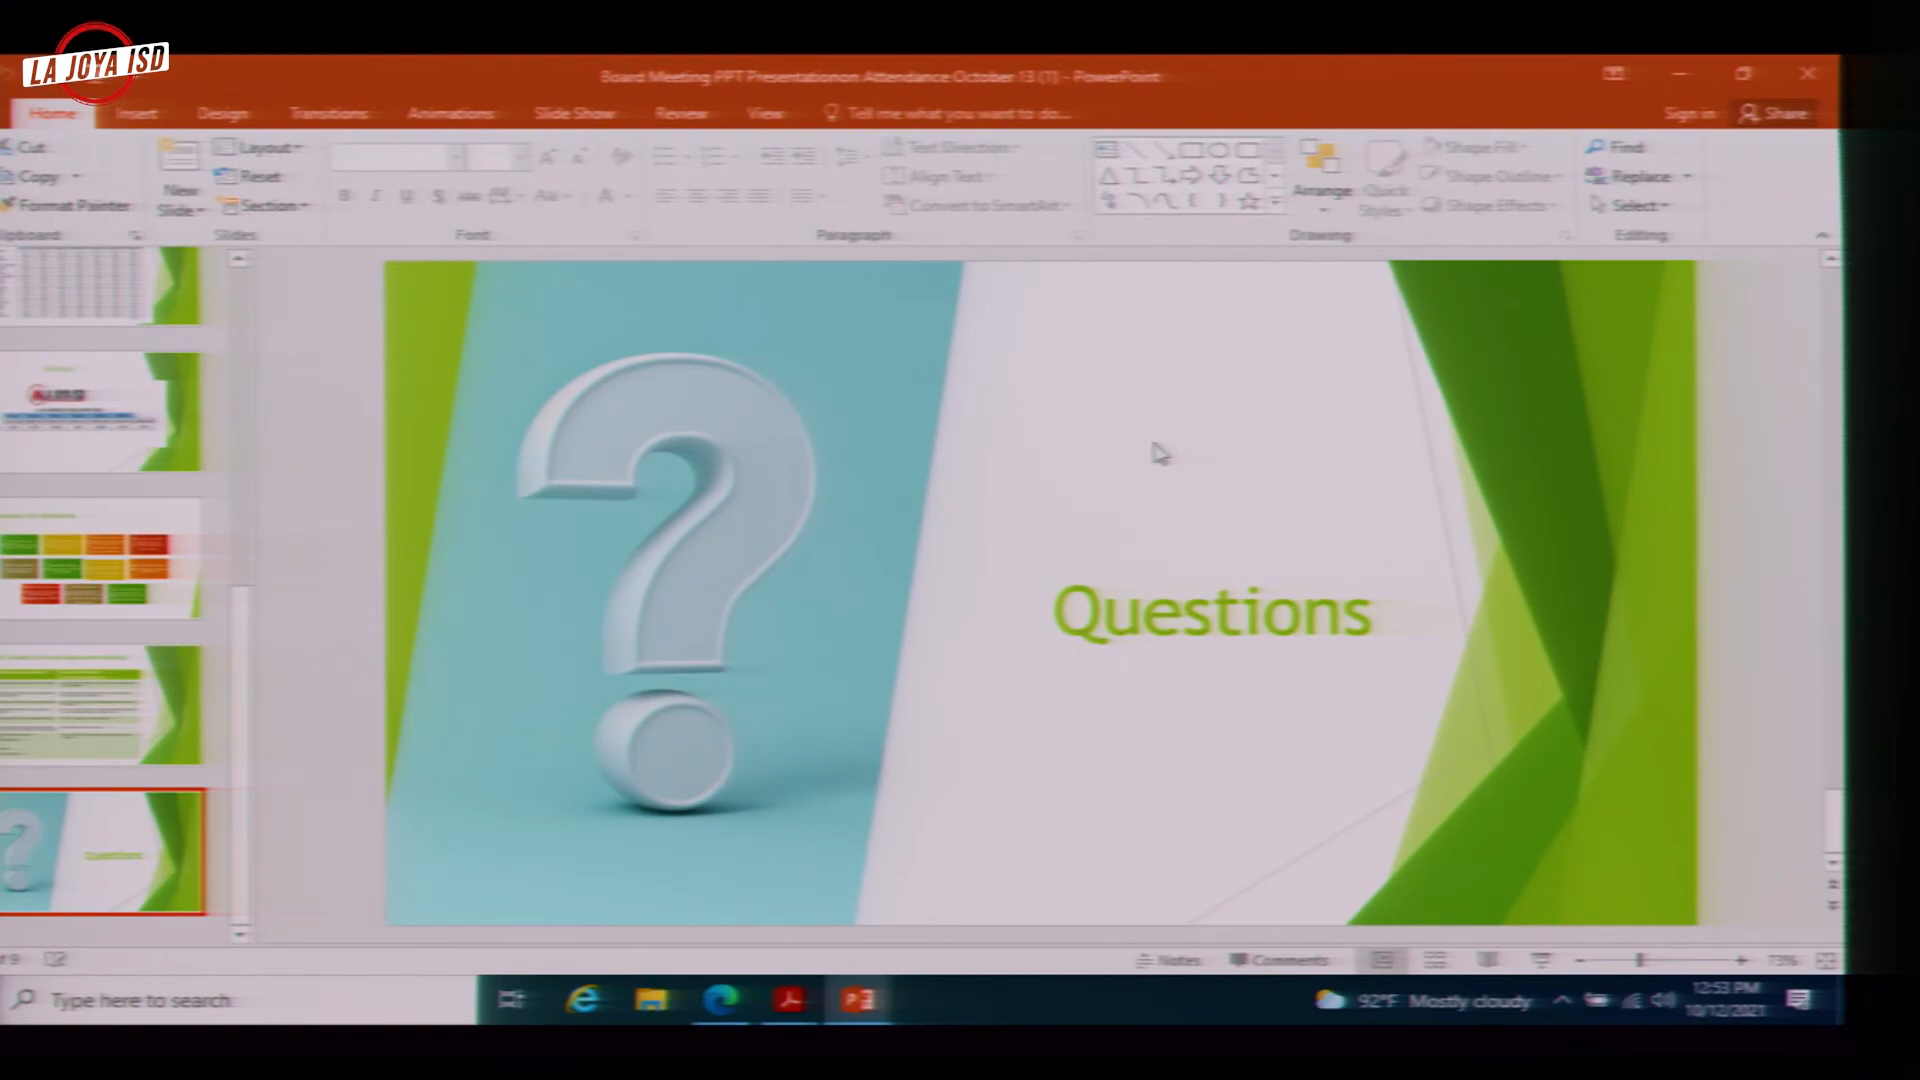 LA JOYA ISD
Board Meeting PPT Presentationon Attendance October 13 (1) - PowerPoint
Home Insert Design Transitions Animations Slide Show Review View Tell me what you want to do...
Sign in Share
Cut
Copy
Format Painter
New
Slide
Layout
Reset
Section
Slides
Font
Text Direction
Align Text
Convert to SmartArt
Paragraph
Arrange
Quick
Styles
Shape Fill
Shape Outline
Shape Effects
Drawing
Find
Replace
Select
Editing
Questions
Questions
Notes Comments 73%
Type here to search
92°F Mostly cloudy
12:53 PM
10/12/2021